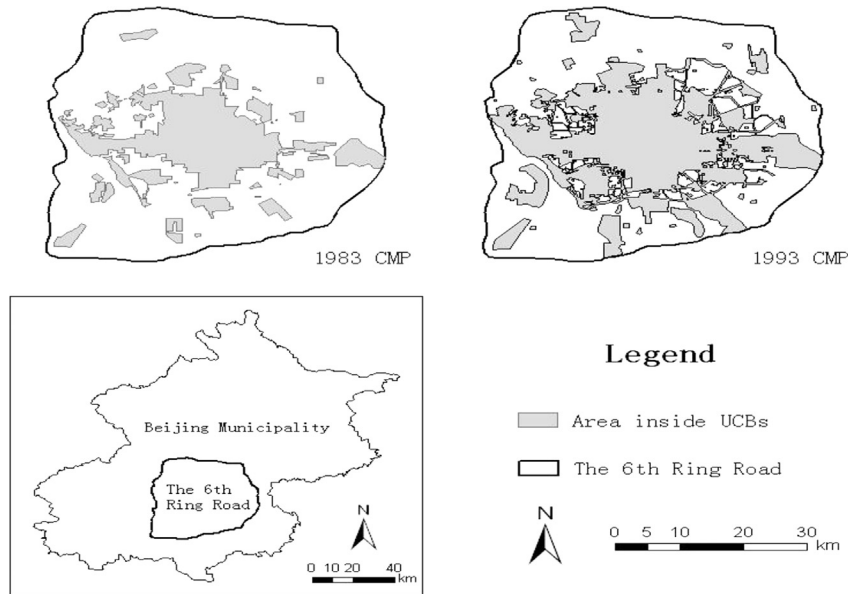 1983 CMP
1993 CMP
Beijing Municipality
The 6th
Ring Road
N
0 10 20 40
km
Legend
Area inside UCBs
The 6th Ring Road
N
0 5 10 20 30
km